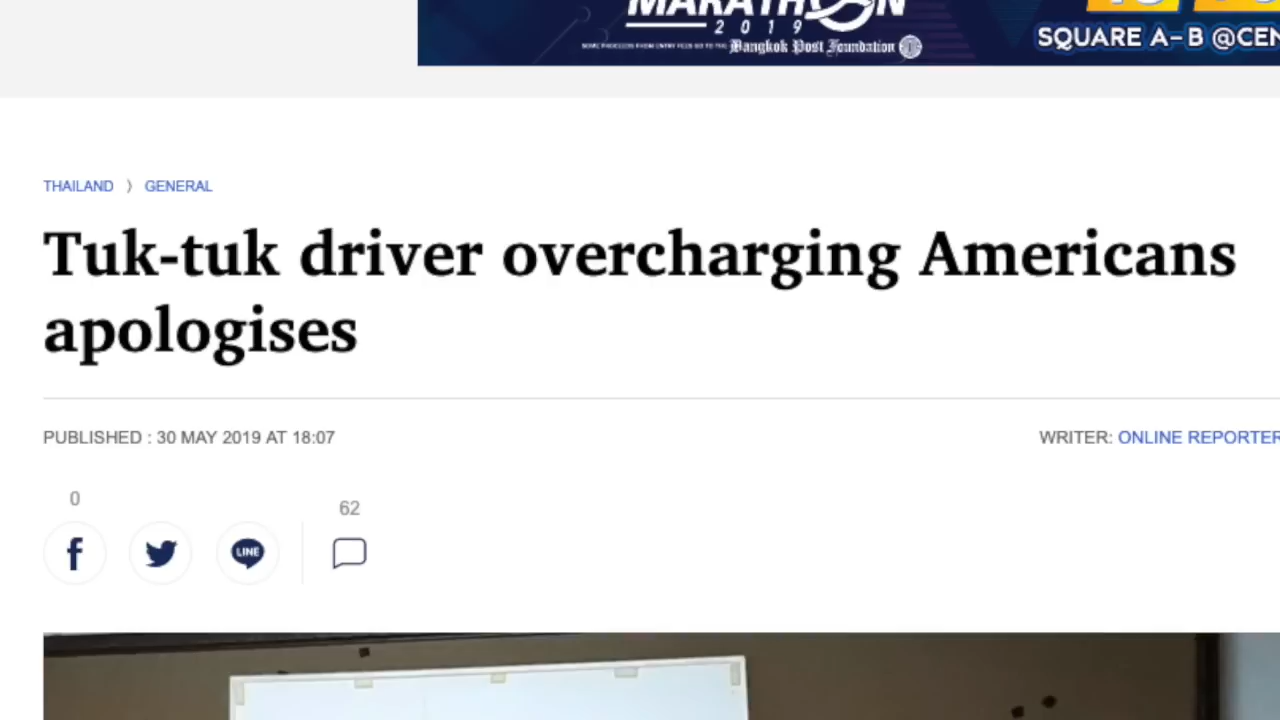 MARATHON
2019
Bangkok Post Foundation
SQUARE A-B @CEN
THAILAND ⟩ GENERAL
Tuk-tuk driver overcharging Americans
apologises
PUBLISHED : 30 MAY 2019 AT 18:07
WRITER: ONLINE REPORTER
0
62
LINE